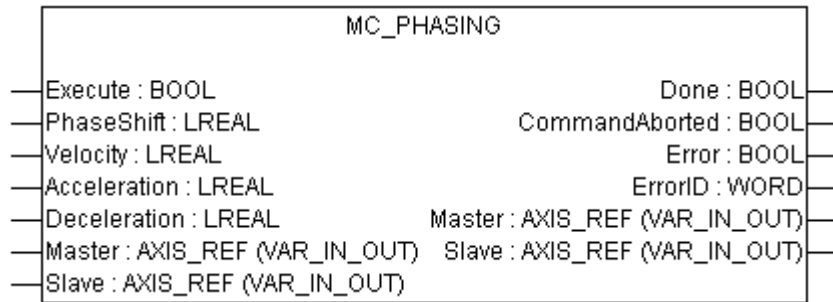 MC_PHASING
Execute : BOOL Done : BOOL
PhaseShift : LREAL CommandAborted : BOOL
Velocity : LREAL Error : BOOL
Acceleration : LREAL ErrorID : WORD
Deceleration : LREAL Master : AXIS_REF (VAR_IN_OUT)
Master : AXIS_REF (VAR_IN_OUT) Slave : AXIS_REF (VAR_IN_OUT)
Slave : AXIS_REF (VAR_IN_OUT)